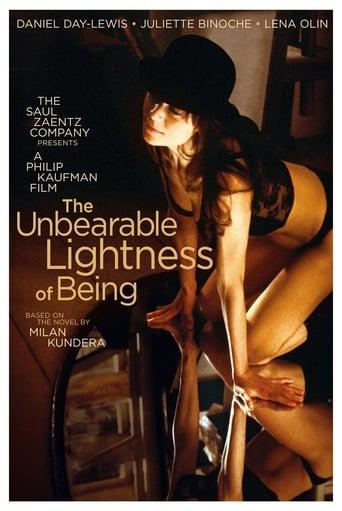 DANIEL DAY-LEWIS • JULIETTE BINOCHE • LENA OLIN
THE
SAUL
ZAENTZ
COMPANY
PRESENTS
A
PHILIP
KAUFMAN
FILM
The
Unbearable
Lightness
of Being
BASED ON
THE NOVEL BY
MILAN
KUNDERA